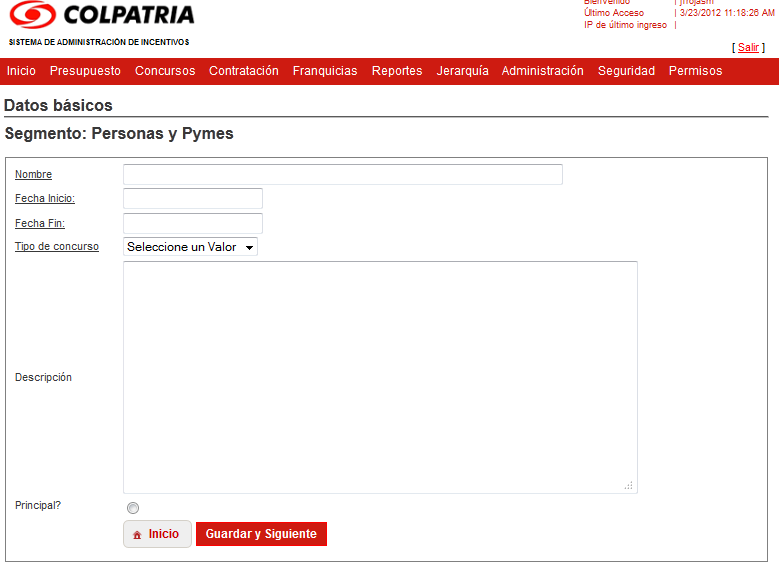 COLPATRIA
SISTEMA DE ADMINISTRACIÓN DE INCENTIVOS
Bienvenido | jrrojasm
Último Acceso | 3/23/2012 11:18:26 AM
IP de último ingreso |
[ Salir ]
Inicio Presupuesto Concursos Contratación Franquicias Reportes Jerarquía Administración Seguridad Permisos
Datos básicos
Segmento: Personas y Pymes
Nombre
Fecha Inicio:
Fecha Fin:
Tipo de concurso Seleccione un Valor
Descripción
Principal?
Inicio Guardar y Siguiente